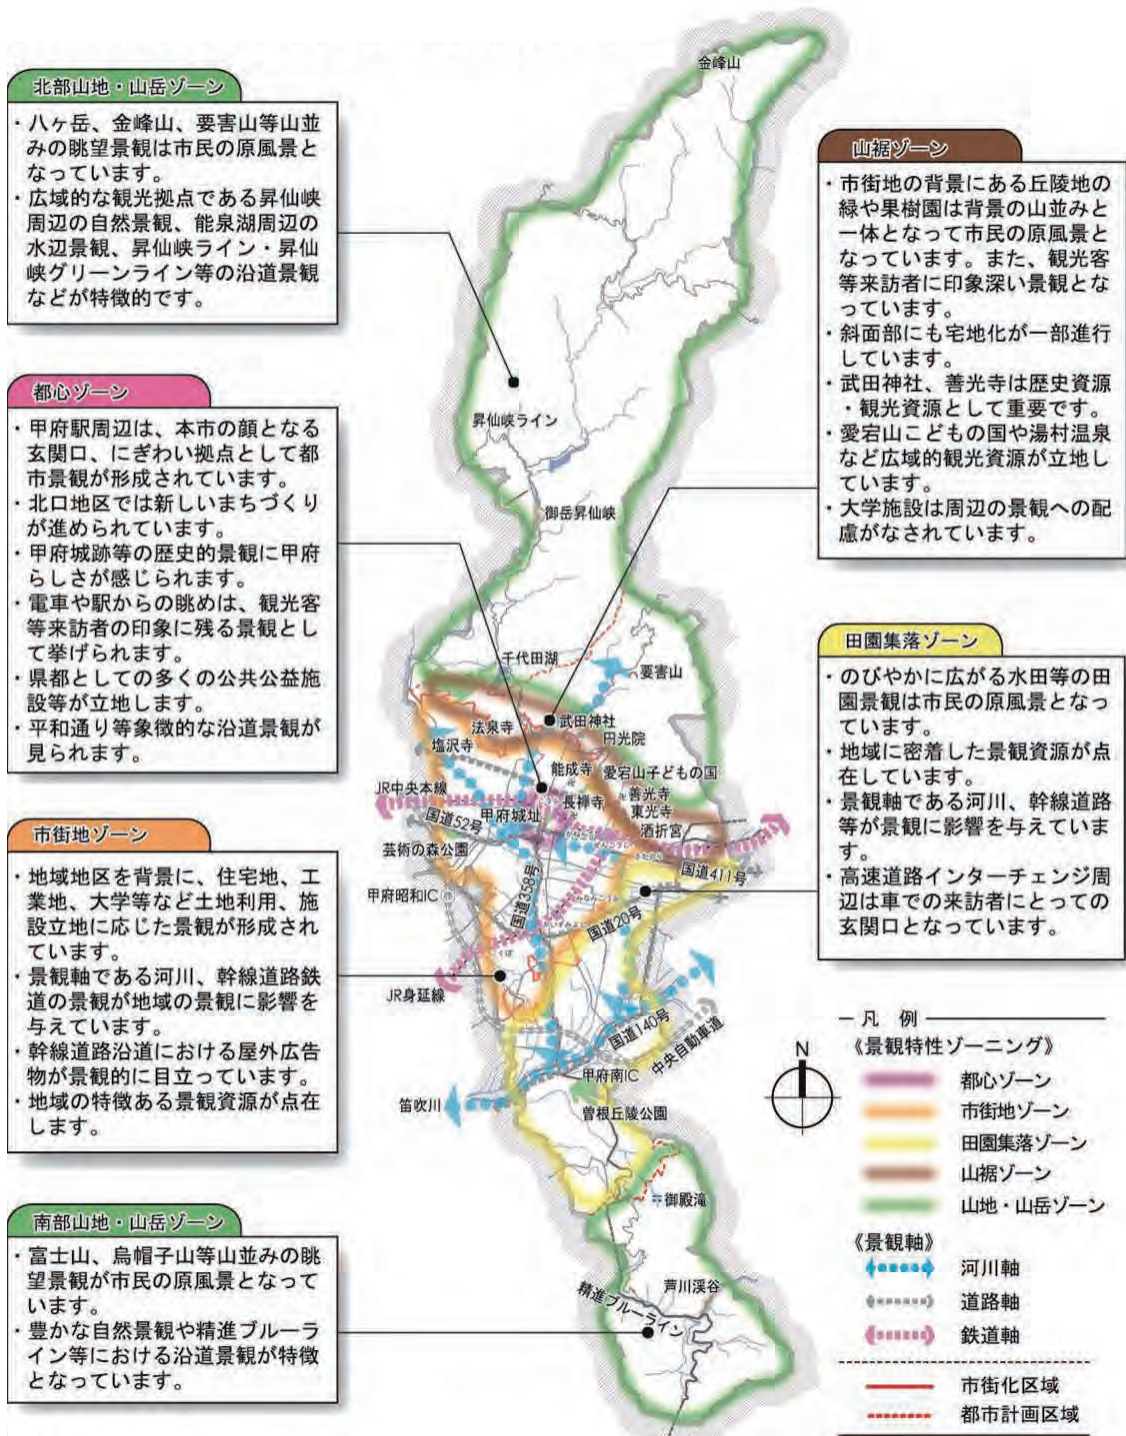 北部山地・山岳ゾーン
・八ヶ岳、金峰山、要害山等山並
みの眺望景観は市民の原風景と
なっています。
・広域的な観光拠点である昇仙峡
周辺の自然景観、能泉湖周辺の
水辺景観、昇仙峡ライン・昇仙
峡グリーンライン等の沿道景観
などが特徴的です。
都心ゾーン
・甲府駅周辺は、本市の顔となる
玄関口、にぎわい拠点として都
市景観が形成されています。
・北口地区では新しいまちづくり
が進められています。
・甲府城跡等の歴史的景観に甲府
らしさが感じられます。
・電車や駅からの眺めは、観光客
等来訪者の印象に残る景観とし
て挙げられます。
・県都としての多くの公共公益施
設等が立地します。
・平和通り等象徴的な沿道景観が
見られます。
市街地ゾーン
・地域地区を背景に、住宅地、工
業地、大学等など土地利用、施
設立地に応じた景観が形成され
ています。
・景観軸である河川、幹線道路鉄
道の景観が地域の景観に影響を
与えています。
・幹線道路沿道における屋外広告
物が景観的に目立っています。
・地域の特徴ある景観資源が点在
します。
南部山地・山岳ゾーン
・富士山、烏帽子山等山並みの眺
望景観が市民の原風景となって
います。
・豊かな自然景観や精進ブルーラ
イン等における沿道景観が特徴
となっています。
金峰山
昇仙峡ライン
御岳昇仙峡
千代田湖
要害山
法泉寺
武田神社
円光院
塩沢寺
能成寺
愛宕山子どもの国
JR中央本線
長禅寺
善光寺
東光寺
甲府城址
国道52号
酒折宮
芸術の森公園
国道411号
甲府昭和IC
国道358号
国道20号
JR身延線
国道140号
中央自動車道
甲府南IC
笛吹川
曽根丘陵公園
御殿滝
芦川渓谷
精進ブルーライン
山裾ゾーン
・市街地の背景にある丘陵地の
緑や果樹園は背景の山並みと
一体となって市民の原風景と
なっています。また、観光客
等来訪者に印象深い景観とな
っています。
・斜面部にも宅地化が一部進行
しています。
・武田神社、善光寺は歴史資源
・観光資源として重要です。
・愛宕山こどもの国や湯村温泉
など広域的観光資源が立地し
ています。
・大学施設は周辺の景観への配
慮がなされています。
田園集落ゾーン
・のびやかに広がる水田等の田
園景観は市民の原風景となっ
ています。
・地域に密着した景観資源が点
在しています。
・景観軸である河川、幹線道路
等が景観に影響を与えていま
す。
・高速道路インターチェンジ周
辺は車での来訪者にとっての
玄関口となっています。
N
凡 例
《景観特性ゾーニング》
都心ゾーン
市街地ゾーン
田園集落ゾーン
山裾ゾーン
山地・山岳ゾーン
《景観軸》
河川軸
道路軸
鉄道軸
市街化区域
都市計画区域